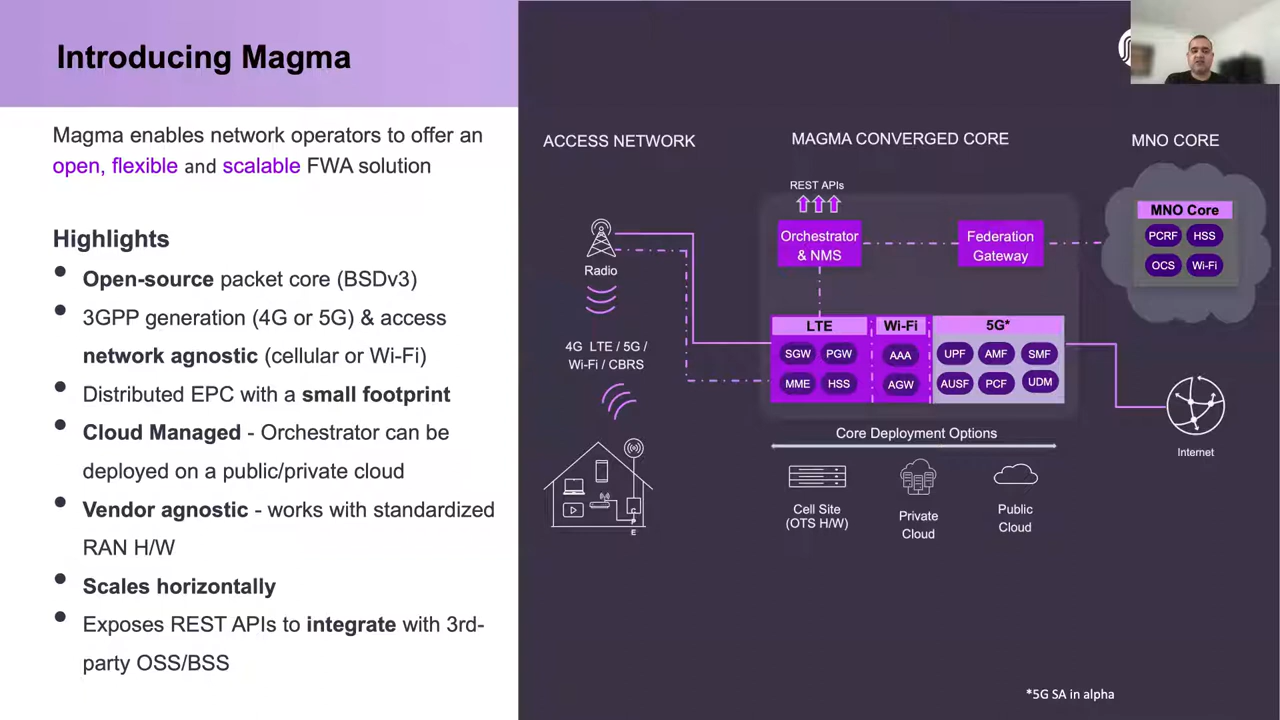 Introducing Magma
Magma enables network operators to offer an
open, flexible and scalable FWA solution
Highlights
• Open-source packet core (BSDv3)
• 3GPP generation (4G or 5G) & access
network agnostic (cellular or Wi-Fi)
• Distributed EPC with a small footprint
• Cloud Managed - Orchestrator can be
deployed on a public/private cloud
• Vendor agnostic - works with standardized
RAN H/W
• Scales horizontally
• Exposes REST APIs to integrate with 3rd-
party OSS/BSS
ACCESS NETWORK
Radio
4G LTE / 5G /
Wi-Fi / CBRS
C
P
E
MAGMA CONVERGED CORE
REST APIs
Orchestrator
& NMS
Federation
Gateway
LTE
SGW PGW
MME HSS
Wi-Fi
AAA
AGW
5G*
UPF AMF SMF
AUSF PCF UDM
Core Deployment Options
Cell Site
(OTS H/W)
Private
Cloud
Public
Cloud
MNO CORE
MNO Core
PCRF HSS
OCS Wi-Fi
Internet
*5G SA in alpha